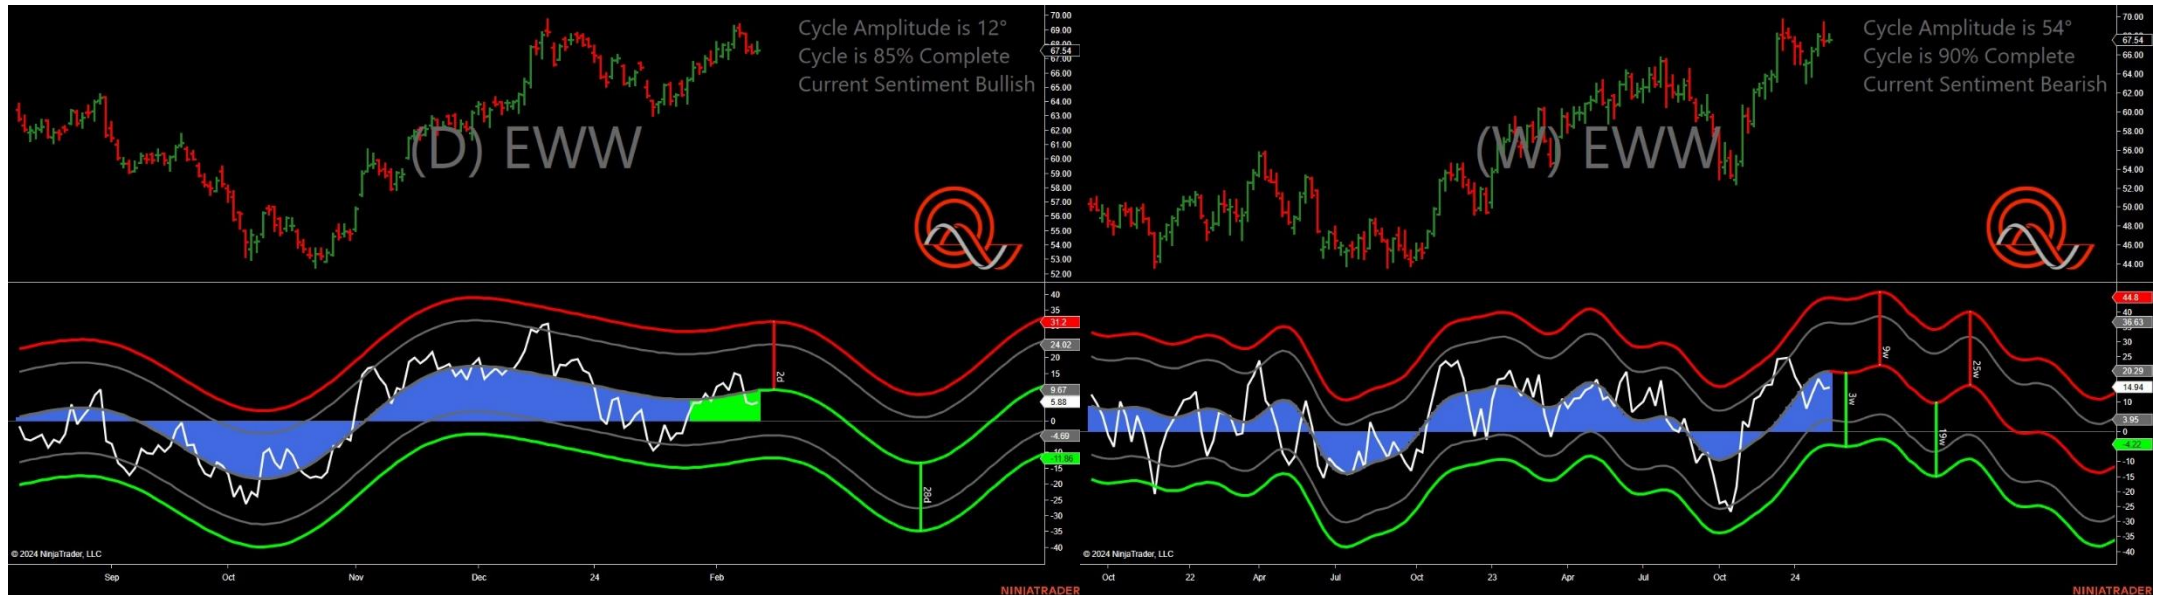 Cycle Amplitude is 12°
Cycle is 85% Complete
Current Sentiment Bullish
(D) EWW
70.00
69.00
67.54
67.00
66.00
65.00
64.00
63.00
62.00
60.00
59.00
58.00
57.00
56.00
55.00
54.00
53.00
52.00
40
35
31.2
24.02
20
15
9.67
5.88
0
-4.69
-11.86
-15
-20
-25
-30
-35
-40
2d
28d
© 2024 NinjaTrader, LLC
Sep
Oct
Nov
Dec
24
Feb
NINJATRADER
Cycle Amplitude is 54°
Cycle is 90% Complete
Current Sentiment Bearish
(W) EWW
70.00
67.54
66.00
64.00
62.00
60.00
58.00
56.00
54.00
52.00
50.00
48.00
46.00
44.00
44.8
36.63
30
25
20.29
14.94
10
3.95
0
-4.22
-10
-15
-20
-25
-30
-35
-40
9w
25w
3w
19w
© 2024 NinjaTrader, LLC
Oct
22
Apr
Jul
Oct
23
Apr
Jul
Oct
24
NINJATRADER